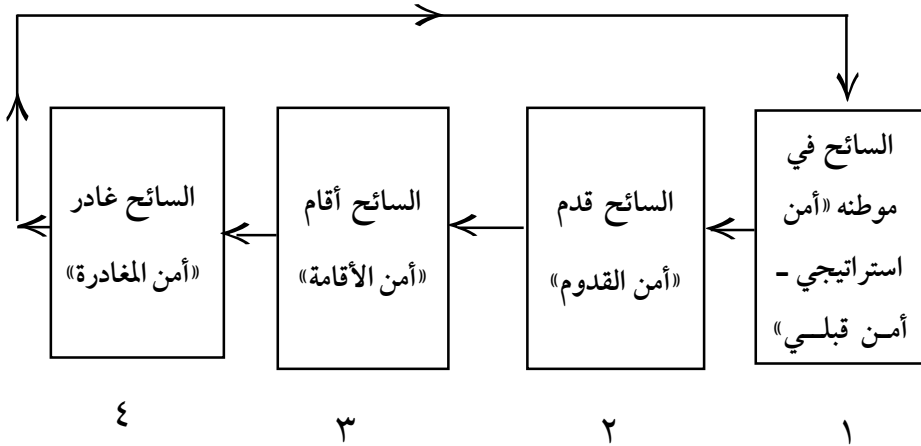 السائح في
موطنه «أمن
استراتيجي -
أمـن قبلــي»
السائح قدم
«أمن القدوم»
السائح أقام
«أمن الأقامة»
السائح غادر
«أمن المغادرة»
١
٢
٣
٤